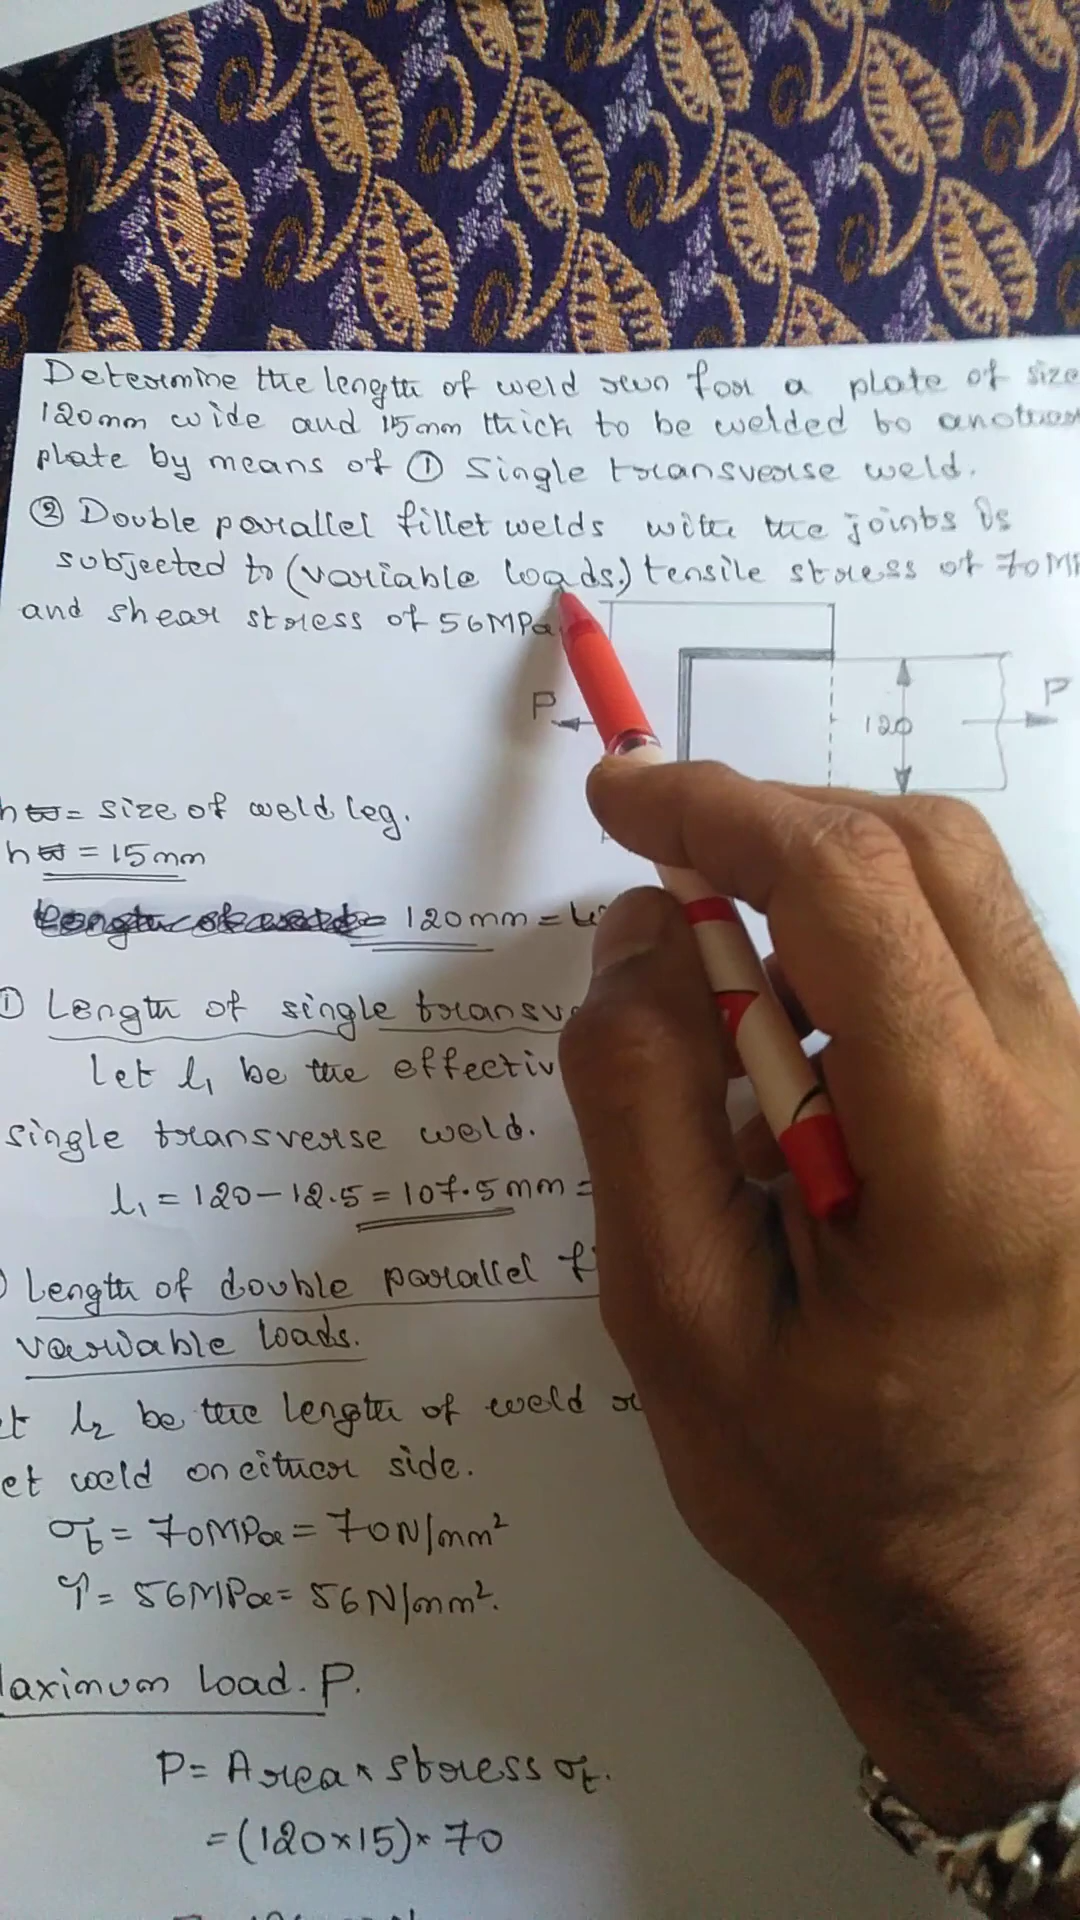 Determine the length of weld run for a plate of size
120mm wide and 15mm thick to be welded to another
plate by means of ① Single transverse weld.
② Double parallel fillet welds with the joints is
subjected to (variable loads.) tensile stress of 70 MP
and shear stress of 56MPa
P
120
P
h = size of weld leg.
h = 15mm
= 120mm =
① Length of single transv
Let l₁ be the effectiv
single transverse weld.
l₁ = 120 - 12.5 = 107.5mm =
Length of double parallel f
variable loads.
t l₂ be the length of weld
et weld on either side.
σt = 70MPa = 70N/mm²
τ = 56MPa = 56N/mm².
aximum Load. P.
P = Area × stress σt.
= (120×15) × 70